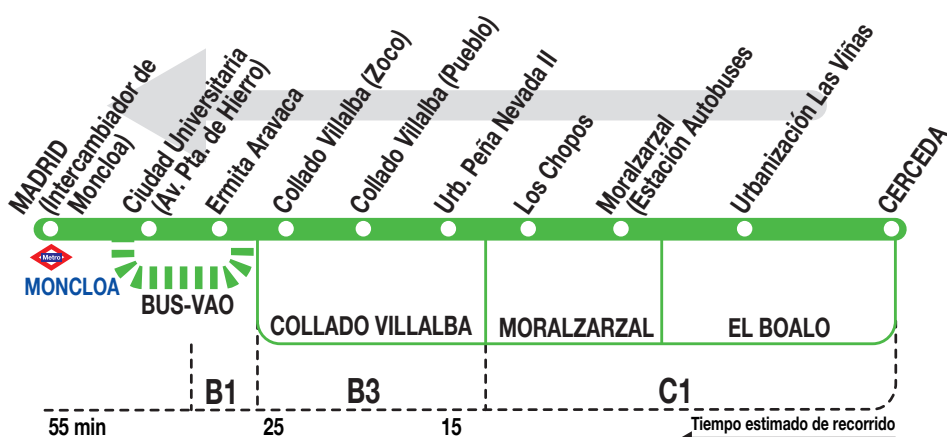 MADRID
(Intercambiador de
Moncloa)
Ciudad Universitaria
(Av. Pta. de Hierro)
Ermita Aravaca
Collado Villalba (Zoco)
Collado Villalba (Pueblo)
Urb. Peña Nevada II
Los Chopos
Moralzarzal
(Estación Autobuses
Urbanización Las Viñas
CERCEDA
Metro
MONCLOA
BUS-VAO
COLLADO VILLALBA
MORALZARZAL
EL BOALO
B1
B3
C1
55 min
25
15
Tiempo estimado de recorrido